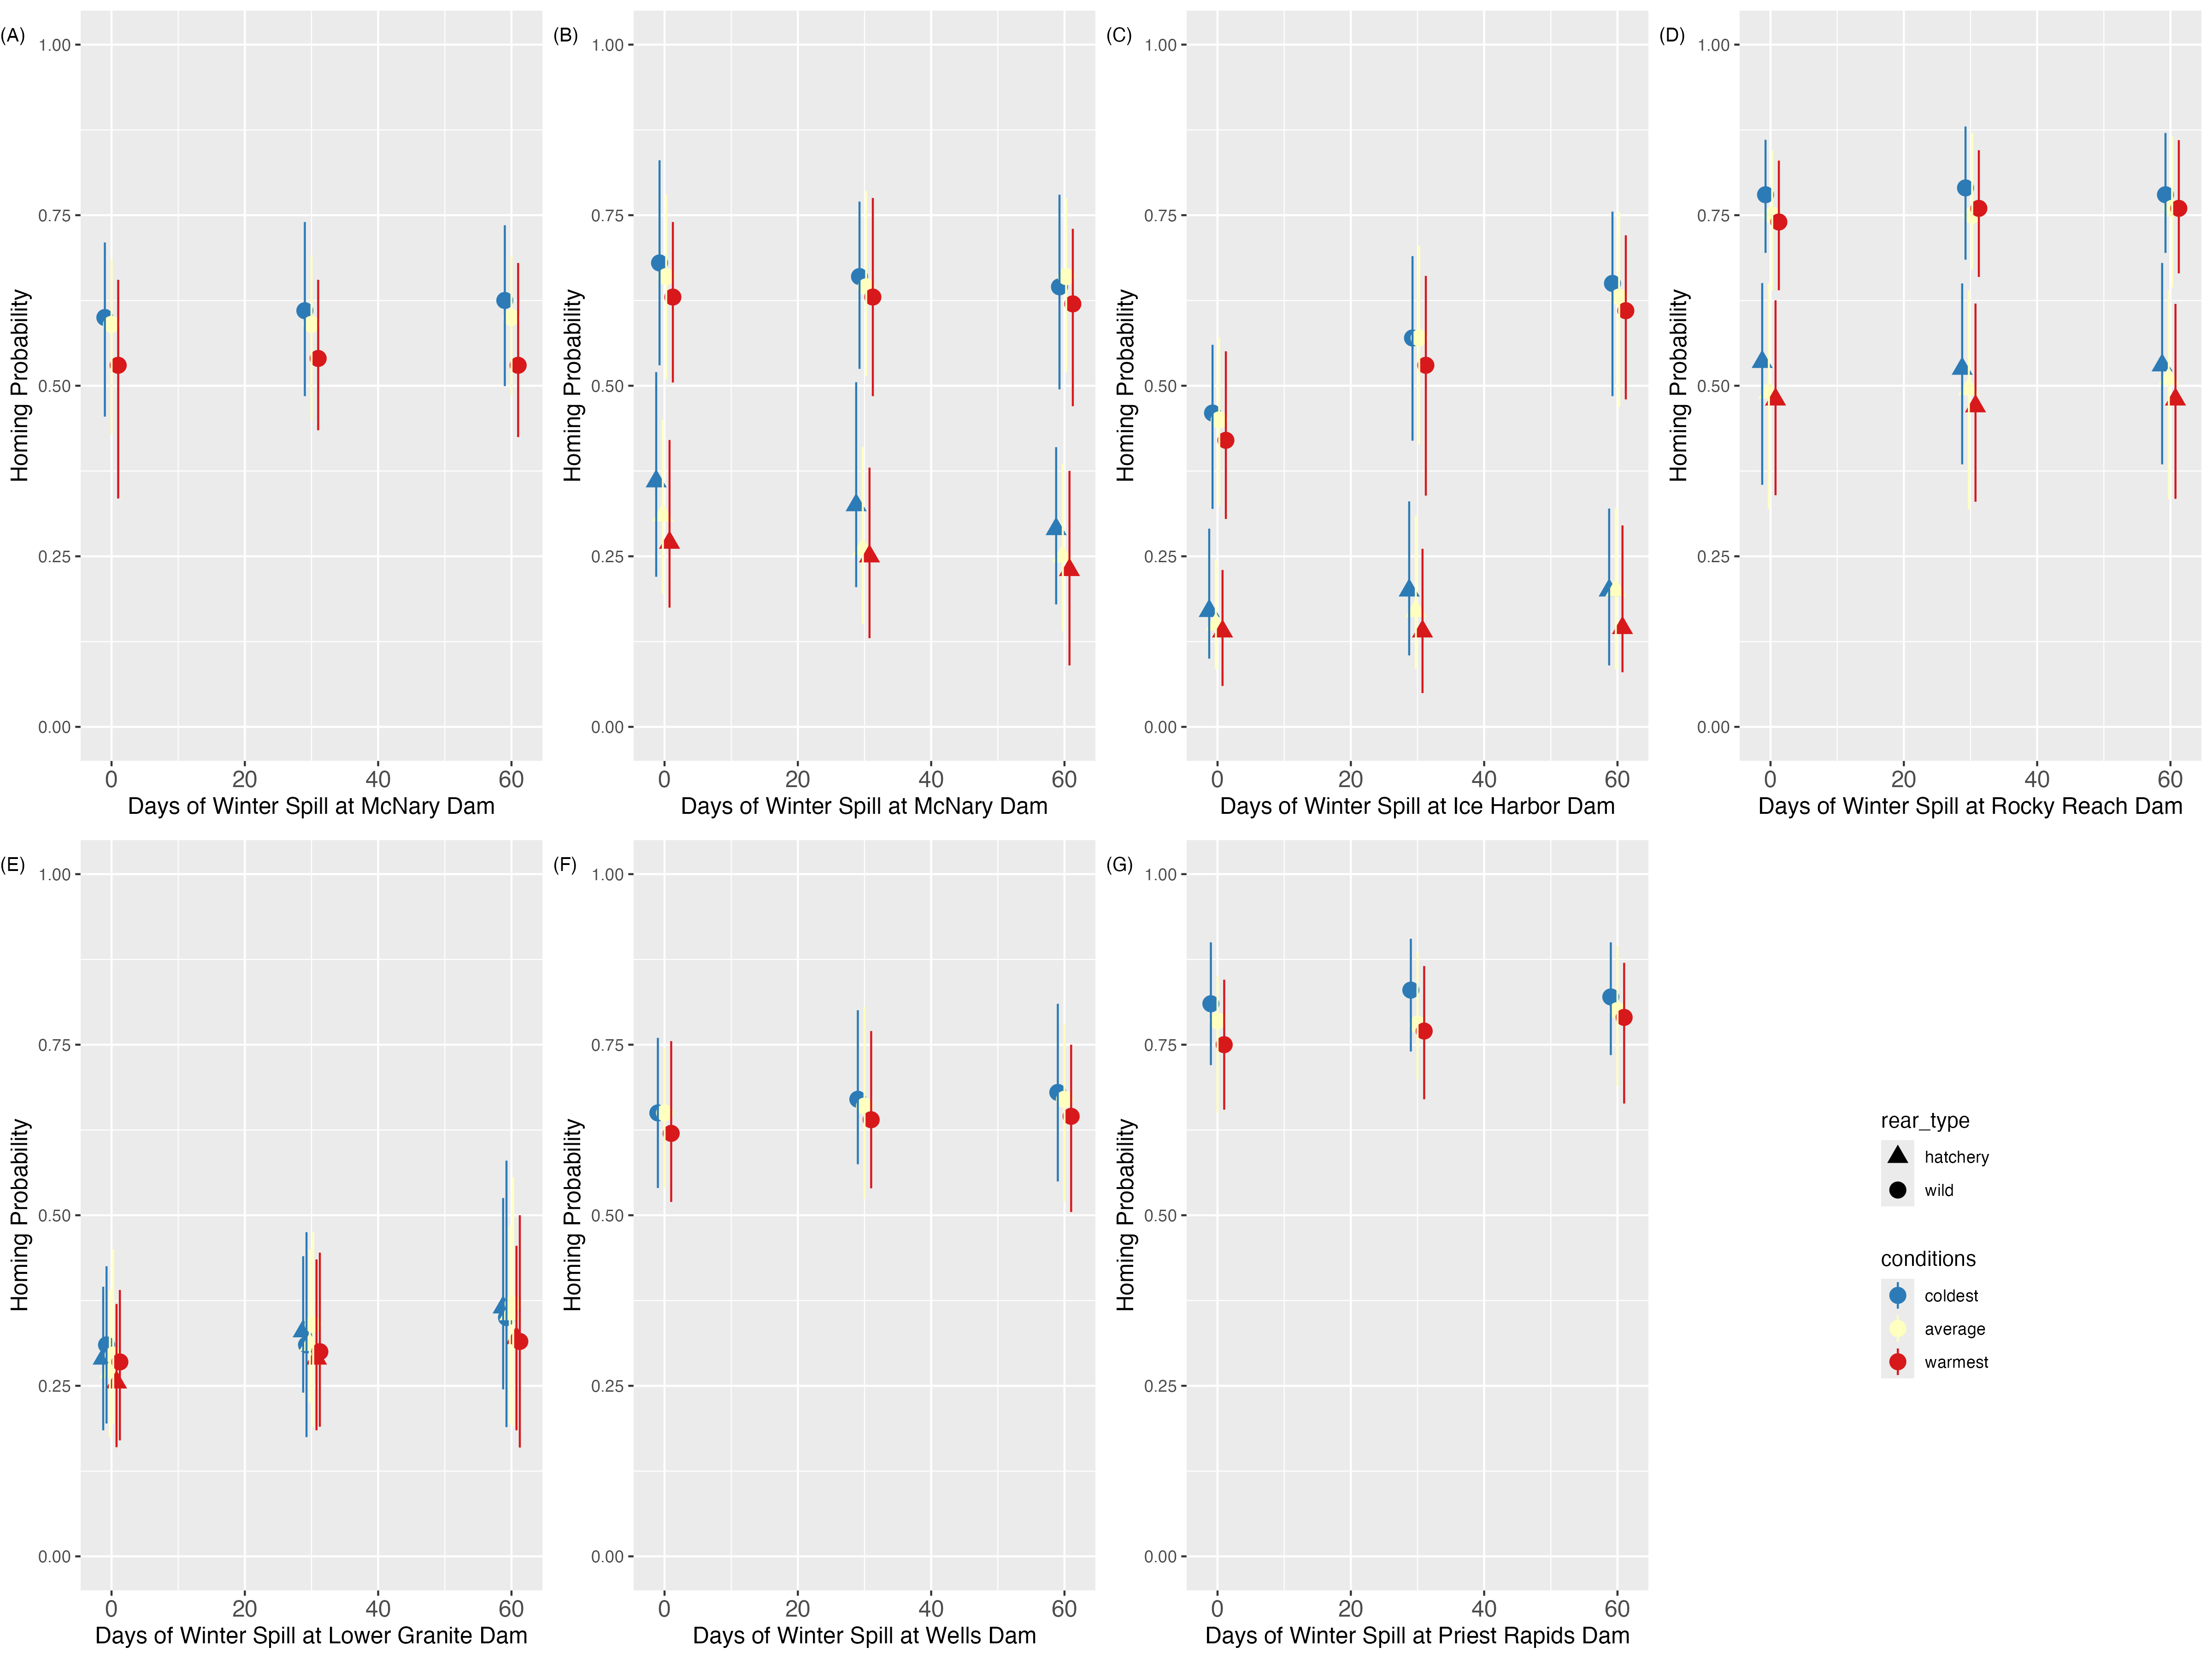 (A)
1.00
0.75
0.50
0.25
0.00
Homing Probability
0 20 40 60
Days of Winter Spill at McNary Dam
(B)
1.00
0.75
0.50
0.25
0.00
Homing Probability
0 20 40 60
Days of Winter Spill at McNary Dam
(C)
1.00
0.75
0.50
0.25
0.00
Homing Probability
0 20 40 60
Days of Winter Spill at Ice Harbor Dam
(D)
1.00
0.75
0.50
0.25
0.00
Homing Probability
0 20 40 60
Days of Winter Spill at Rocky Reach Dam
(E)
1.00
0.75
0.50
0.25
0.00
Homing Probability
0 20 40 60
Days of Winter Spill at Lower Granite Dam
(F)
1.00
0.75
0.50
0.25
0.00
Homing Probability
0 20 40 60
Days of Winter Spill at Wells Dam
(G)
1.00
0.75
0.50
0.25
0.00
Homing Probability
0 20 40 60
Days of Winter Spill at Priest Rapids Dam
rear_type
hatchery
wild
conditions
coldest
average
warmest